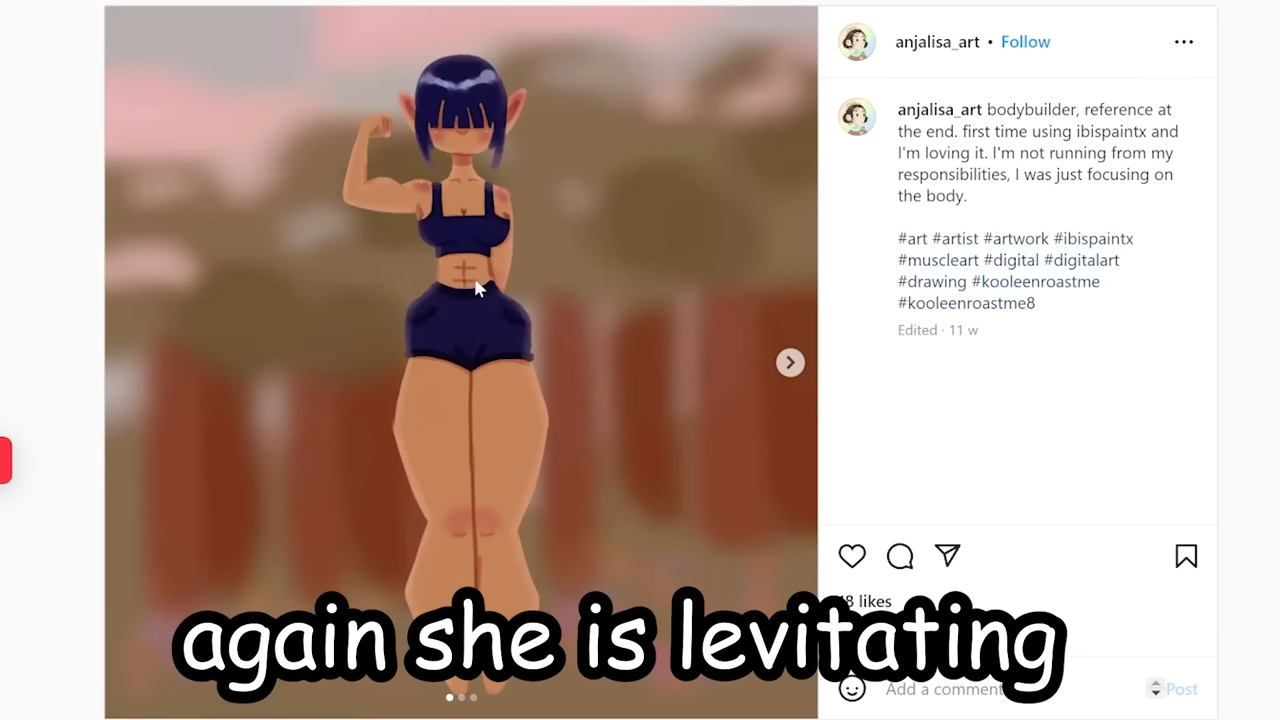 anjalisa_art • Follow
anjalisa_art bodybuilder, reference at
the end. first time using ibispaintx and
I'm loving it. I'm not running from my
responsibilities, I was just focusing on
the body.
#art #artist #artwork #ibispaintx
#muscleart #digital #digitalart
#drawing #kooleenroastme
#kooleenroastme8
Edited · 11 w
likes
again she is levitating
Add a comment
Post